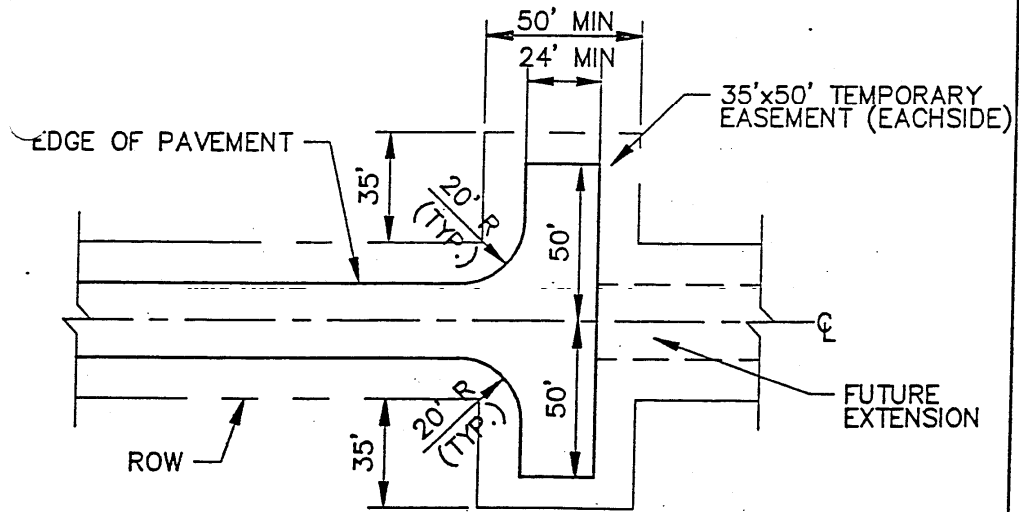 50' MIN
24' MIN
35'x50' TEMPORARY
EASEMENT (EACHSIDE)
EDGE OF PAVEMENT
35'
20' R
(TYP.)
50'
℄
50'
20' R
(TYP.)
35'
FUTURE
EXTENSION
ROW